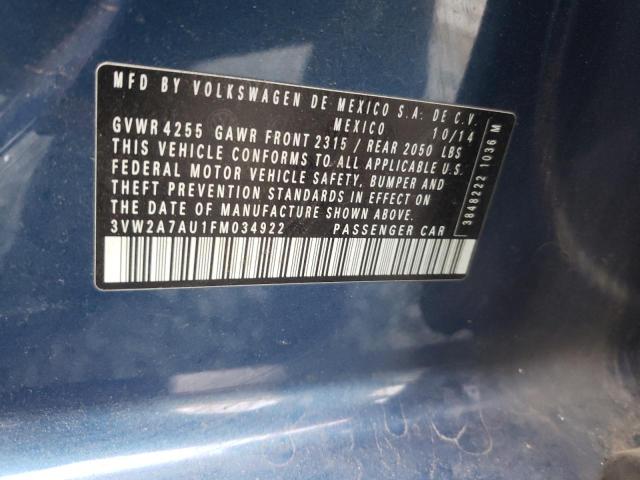 MFD BY VOLKSWAGEN DE MEXICO S.A. DE C.V.
MEXICO 10/14
GVWR 4255 GAWR FRONT 2315 / REAR 2050 LBS
THIS VEHICLE CONFORMS TO ALL APPLICABLE U.S.
FEDERAL MOTOR VEHICLE SAFETY, BUMPER AND
THEFT PREVENTION STANDARDS IN EFFECT ON
THE DATE OF MANUFACTURE SHOWN ABOVE.
3VW2A7AU1FM034922 PASSENGER CAR
3848222 1036 M